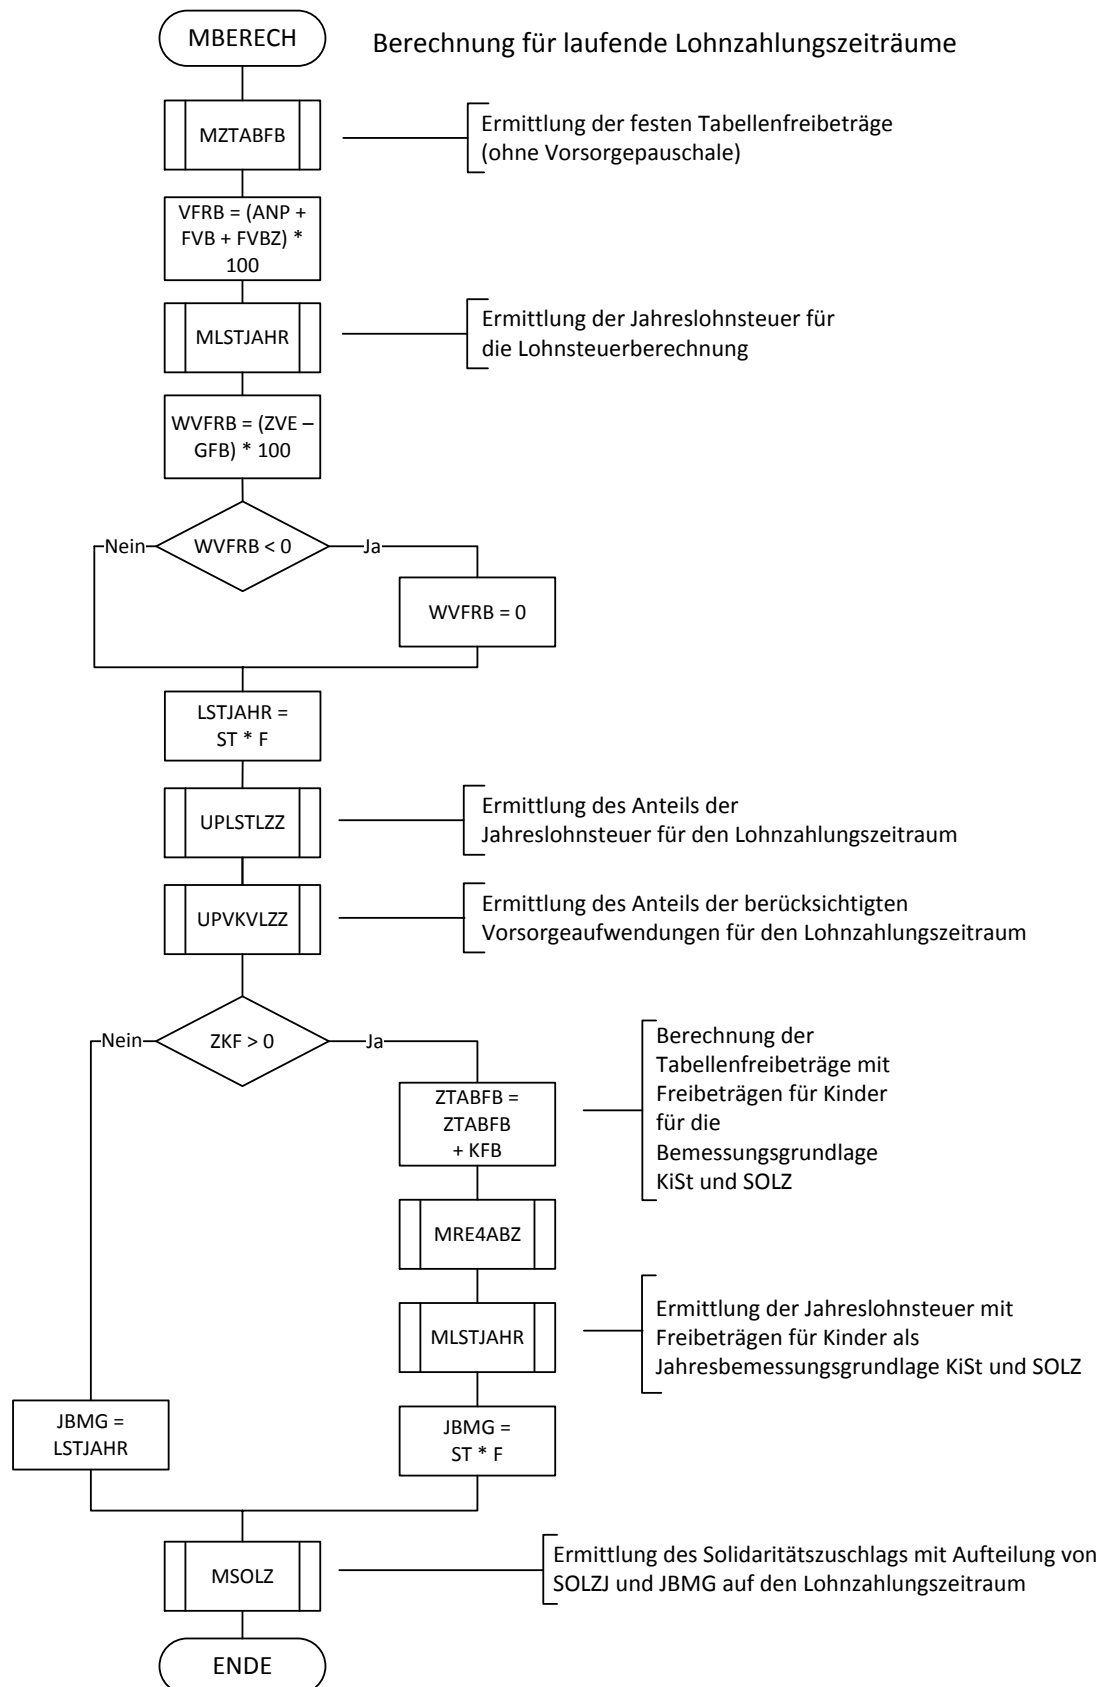 MBERECH
Berechnung für laufende Lohnzahlungszeiträume
MZTABFB
Ermittlung der festen Tabellenfreibeträge
(ohne Vorsorgepauschale)
VFRB = (ANP +
FVB + FVBZ) *
100
MLSTJAHR
Ermittlung der Jahreslohnsteuer für
die Lohnsteuerberechnung
WVFRB = (ZVE –
GFB) * 100
Nein
WVFRB < 0
Ja
WVFRB = 0
LSTJAHR =
ST * F
UPLSTLZZ
Ermittlung des Anteils der
Jahreslohnsteuer für den Lohnzahlungszeitraum
UPVKVLZZ
Ermittlung des Anteils der berücksichtigten
Vorsorgeaufwendungen für den Lohnzahlungszeitraum
Nein
ZKF > 0
Ja
ZTABFB =
ZTABFB
+ KFB
Berechnung der
Tabellenfreibeträge mit
Freibeträgen für Kinder
für die
Bemessungsgrundlage
KiSt und SOLZ
MRE4ABZ
MLSTJAHR
Ermittlung der Jahreslohnsteuer mit
Freibeträgen für Kinder als
Jahresbemessungsgrundlage KiSt und SOLZ
JBMG =
LSTJAHR
JBMG =
ST * F
MSOLZ
Ermittlung des Solidaritätszuschlags mit Aufteilung von
SOLZJ und JBMG auf den Lohnzahlungszeitraum
ENDE